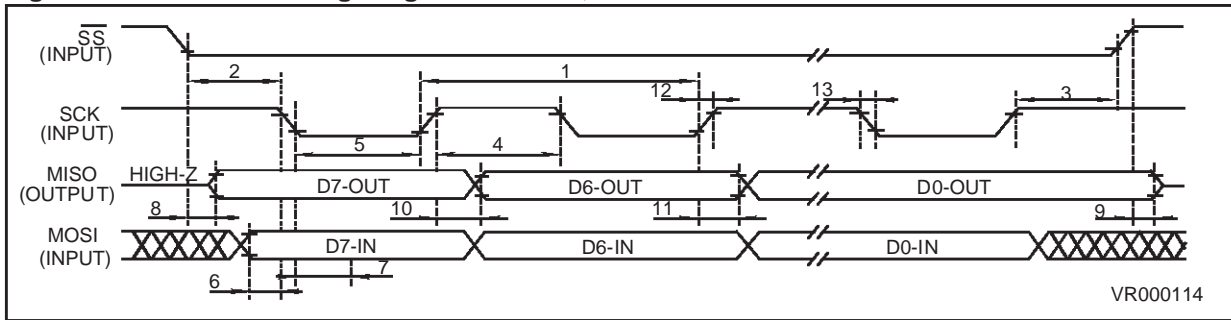 SS
(INPUT)
2
1
12
13
3
SCK
(INPUT)
5
4
MISO
(OUTPUT)
HIGH-Z
D7-OUT
D6-OUT
D0-OUT
8
10
11
9
MOSI
(INPUT)
D7-IN
D6-IN
D0-IN
6
7
VR000114